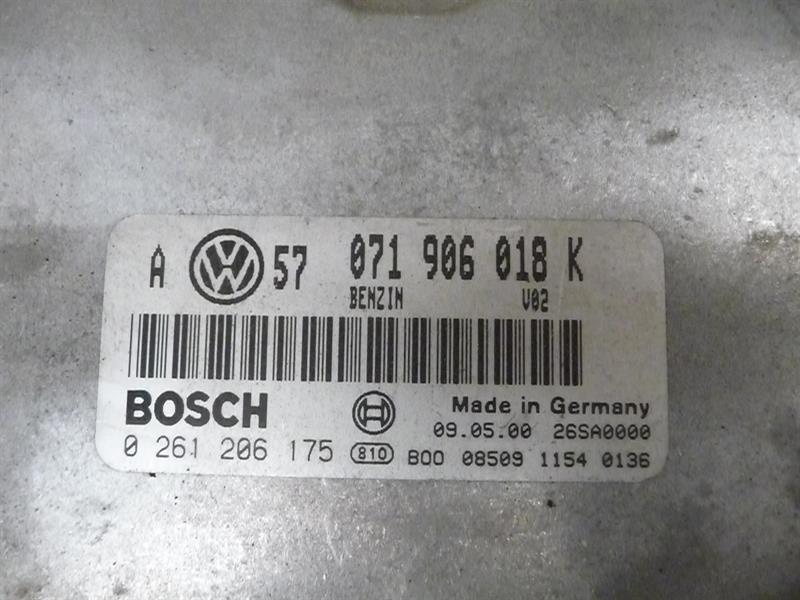 A VW 57 071 906 018 K
BENZIN V02
BOSCH Made in Germany
09.05.00 26SA0000
0 261 206 175 810 B00 08509 1154 0136